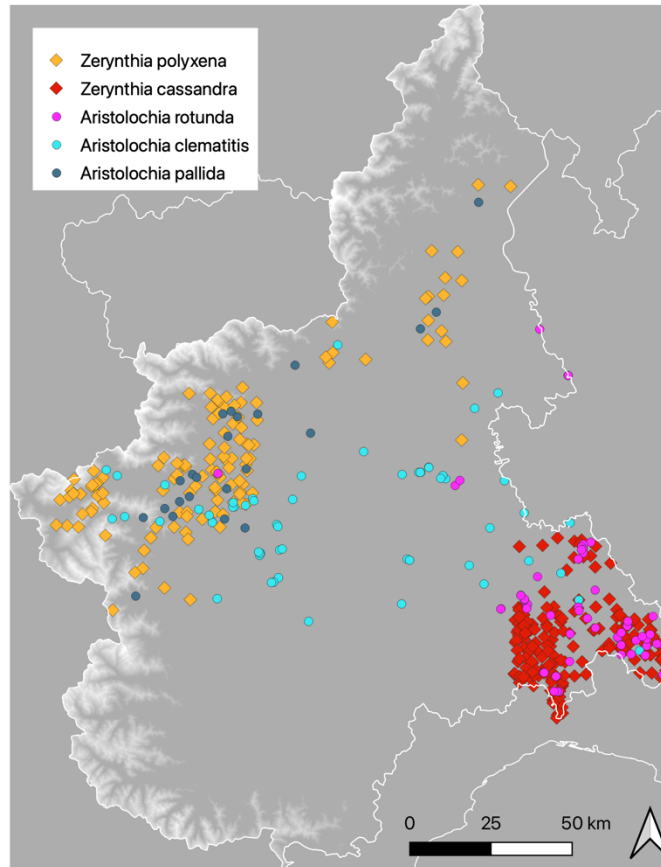 Zerynthia polyxena
Zerynthia cassandra
Aristolochia rotunda
Aristolochia clematitis
Aristolochia pallida
0 25 50 km